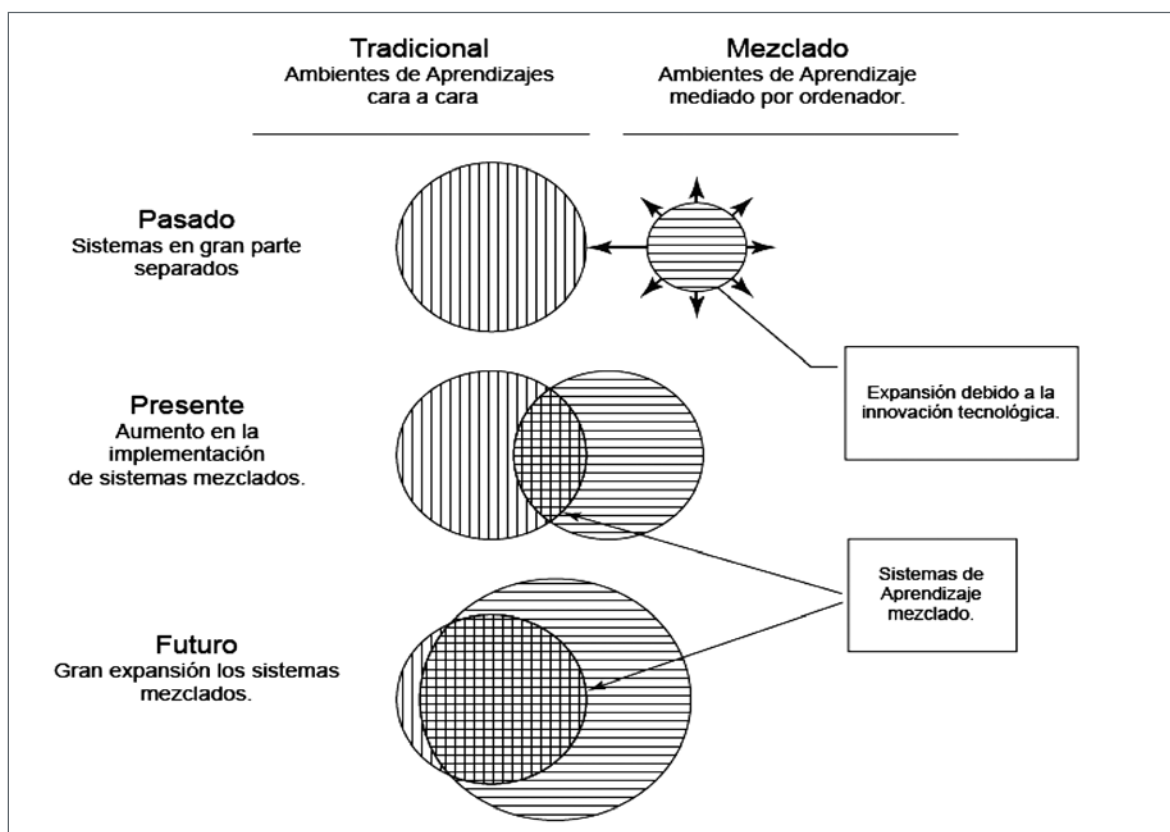 Tradicional
Ambientes de Aprendizajes
cara a cara
Mezclado
Ambientes de Aprendizaje
mediado por ordenador.
Pasado
Sistemas en gran parte
separados
Expansión debido a la
innovación tecnológica.
Presente
Aumento en la
implementación
de sistemas mezclados.
Sistemas de
Aprendizaje
mezclado.
Futuro
Gran expansión los sistemas
mezclados.